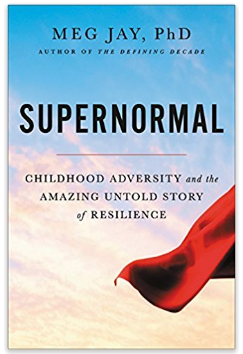 MEG JAY, PhD
AUTHOR OF THE DEFINING DECADE
SUPERNORMAL
CHILDHOOD ADVERSITY and the
AMAZING UNTOLD STORY
of RESILIENCE